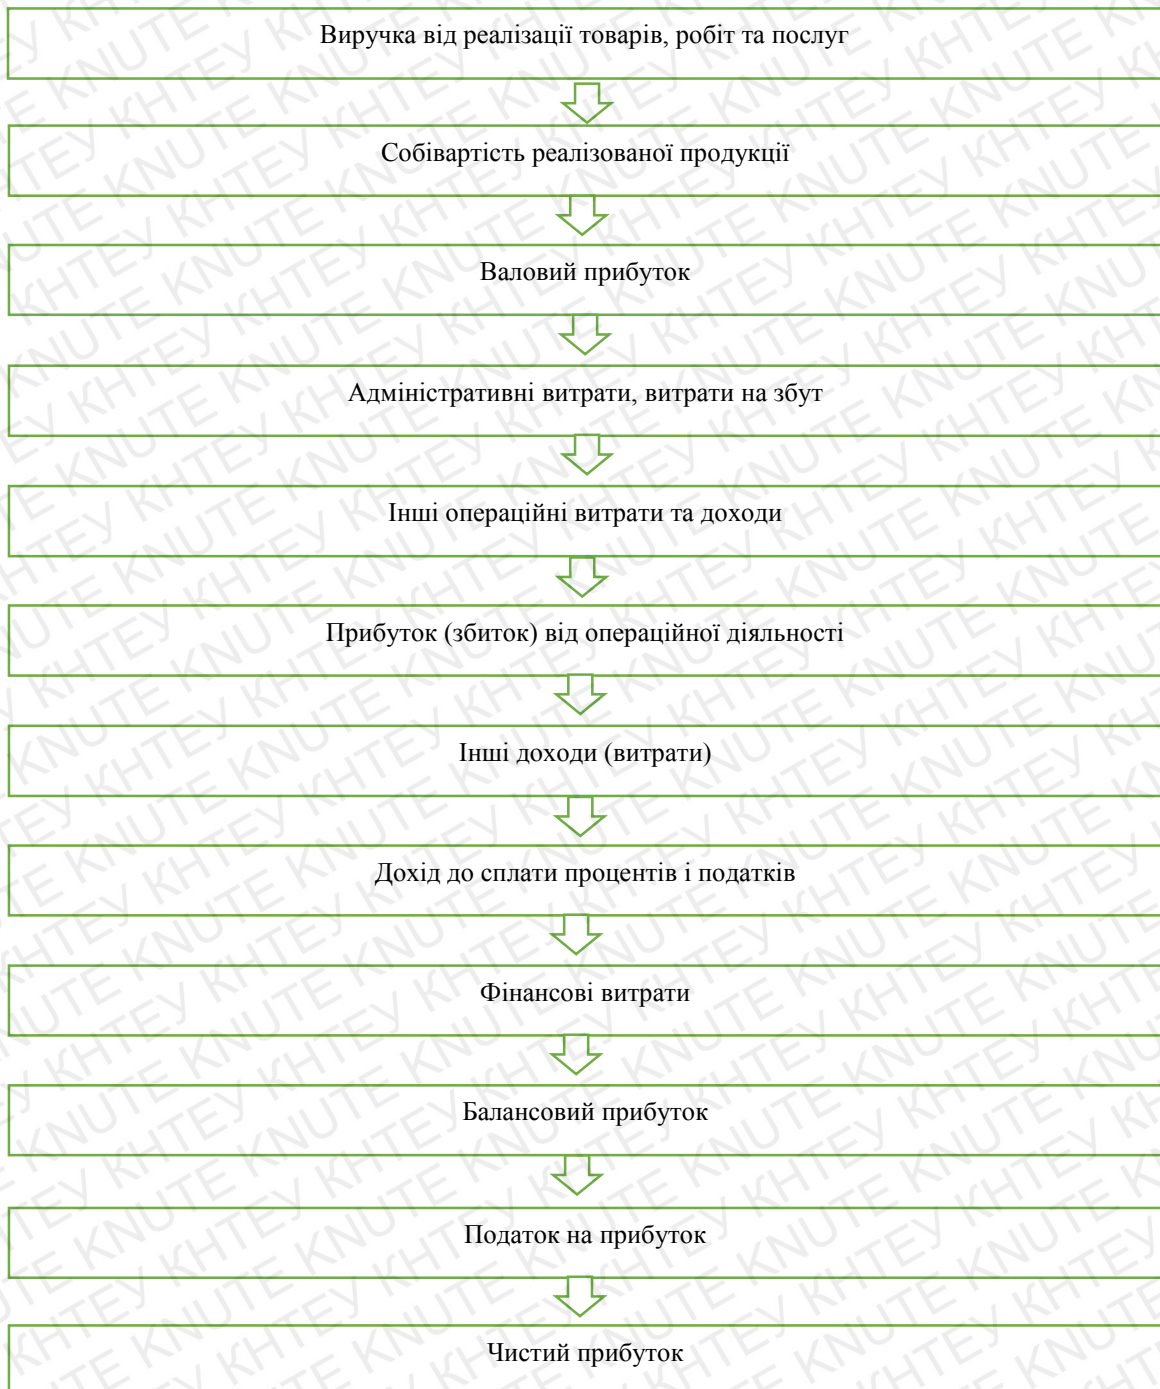 Виручка від реалізації товарів, робіт та послуг
Собівартість реалізованої продукції
Валовий прибуток
Адміністративні витрати, витрати на збут
Інші операційні витрати та доходи
Прибуток (збиток) від операційної діяльності
Інші доходи (витрати)
Дохід до сплати процентів і податків
Фінансові витрати
Балансовий прибуток
Податок на прибуток
Чистий прибуток